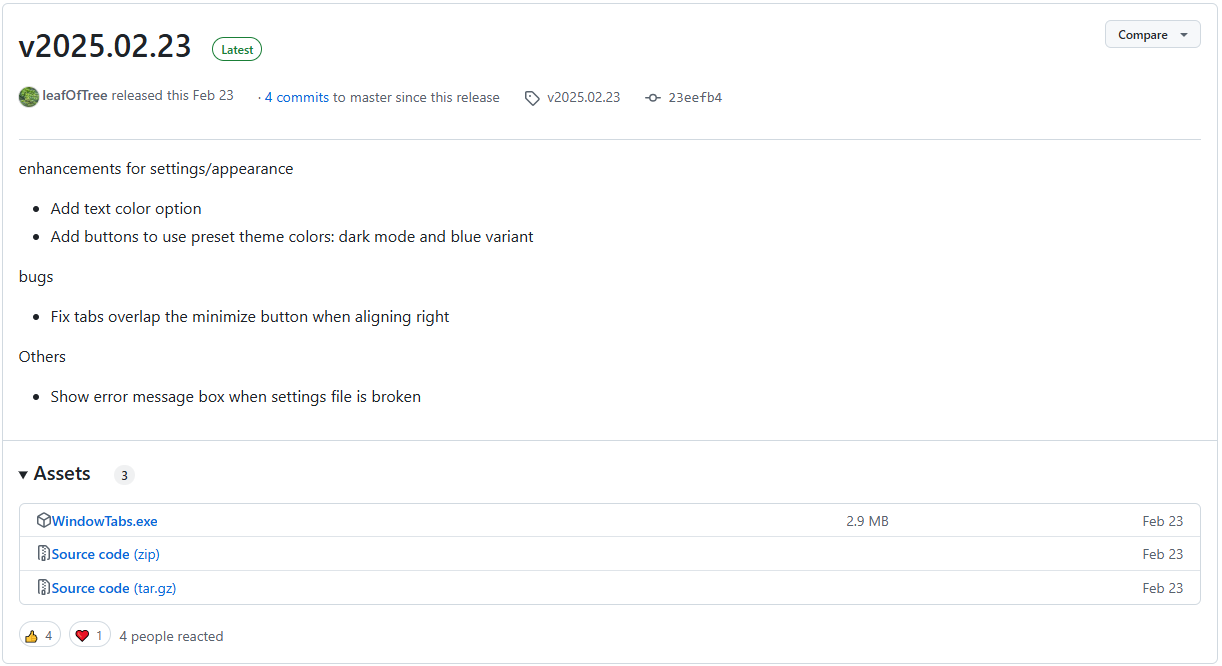 v2025.02.23 Latest Compare
leafOfTree released this Feb 23 · 4 commits to master since this release v2025.02.23 23eefb4
enhancements for settings/appearance
• Add text color option
• Add buttons to use preset theme colors: dark mode and blue variant
bugs
• Fix tabs overlap the minimize button when aligning right
Others
• Show error message box when settings file is broken
Assets 3
WindowTabs.exe 2.9 MB Feb 23
Source code (zip) Feb 23
Source code (tar.gz) Feb 23
👍 4 ❤️ 1 4 people reacted